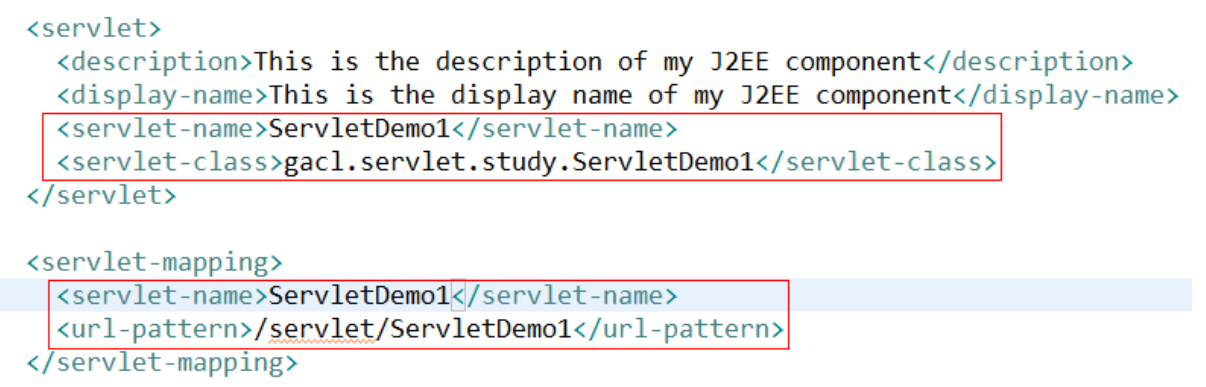 <servlet>
<description>This is the description of my J2EE component</description>
<display-name>This is the display name of my J2EE component</display-name>
<servlet-name>ServletDemo1</servlet-name>
<servlet-class>gacl.servlet.study.ServletDemo1</servlet-class>
</servlet>
<servlet-mapping>
<servlet-name>ServletDemo1</servlet-name>
<url-pattern>/servlet/ServletDemo1</url-pattern>
</servlet-mapping>